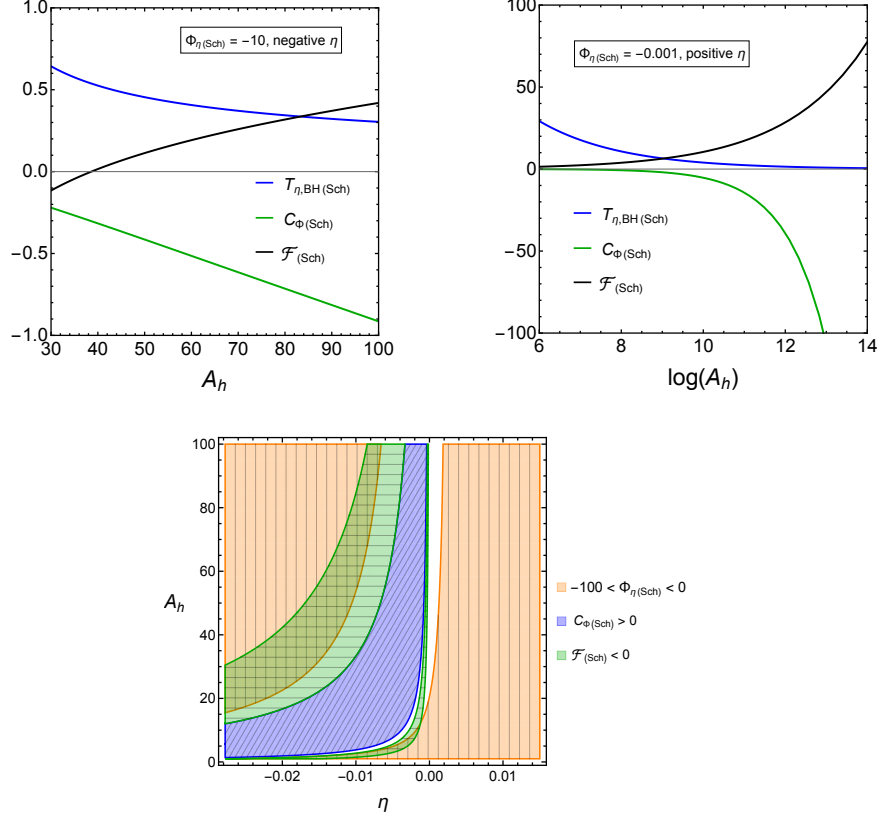 1.0
0.5
0.0
−0.5
−1.0
Φη(Sch) = −10, negative η
Tη,BH(Sch)
CΦ(Sch)
ℱ(Sch)
30 40 50 60 70 80 90 100
Ah
100
50
0
−50
−100
Φη(Sch) = −0.001, positive η
Tη,BH(Sch)
CΦ(Sch)
ℱ(Sch)
6 8 10 12 14
log(Ah)
100
80
60
40
20
0
Ah
−0.02 −0.01 0.00 0.01
η
−100 < Φη(Sch) < 0
CΦ(Sch) > 0
ℱ(Sch) < 0